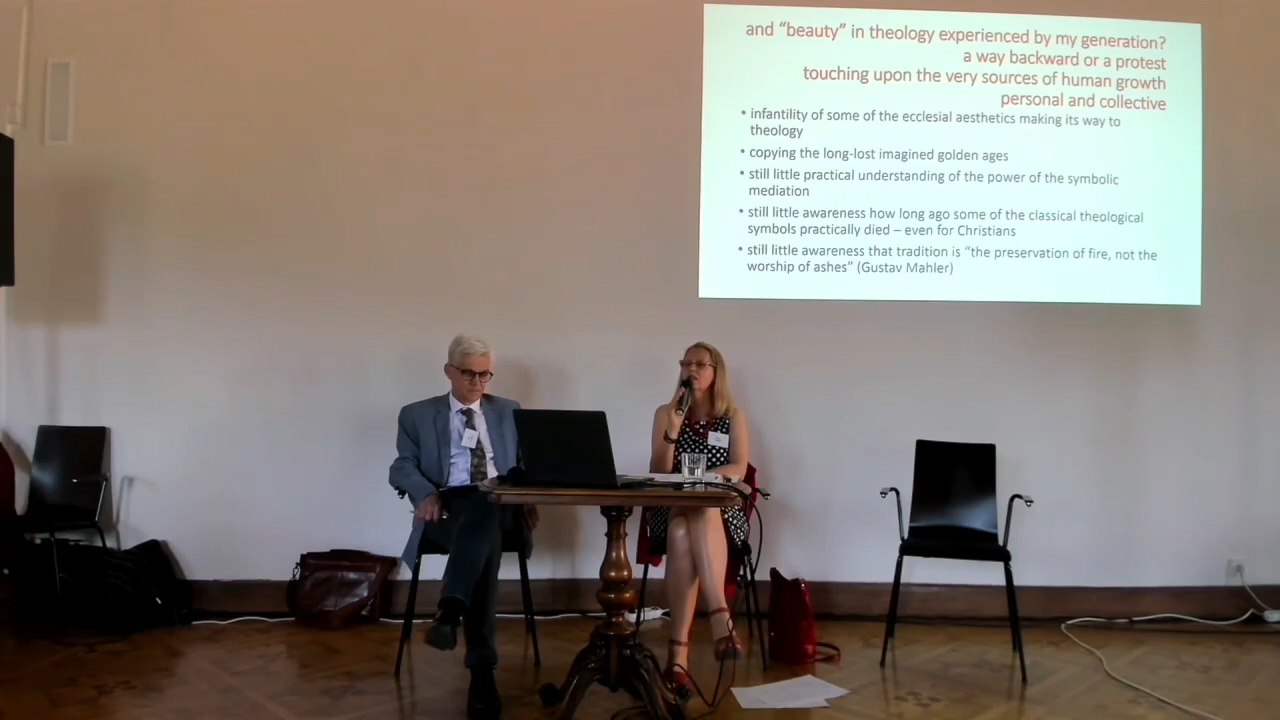 and “beauty” in theology experienced by my generation?
a way backward or a protest
touching upon the very sources of human growth
personal and collective
• infantility of some of the ecclesial aesthetics making its way to
theology
• copying the long-lost imagined golden ages
• still little practical understanding of the power of the symbolic
mediation
• still little awareness how long ago some of the classical theological
symbols practically died – even for Christians
• still little awareness that tradition is “the preservation of fire, not the
worship of ashes” (Gustav Mahler)